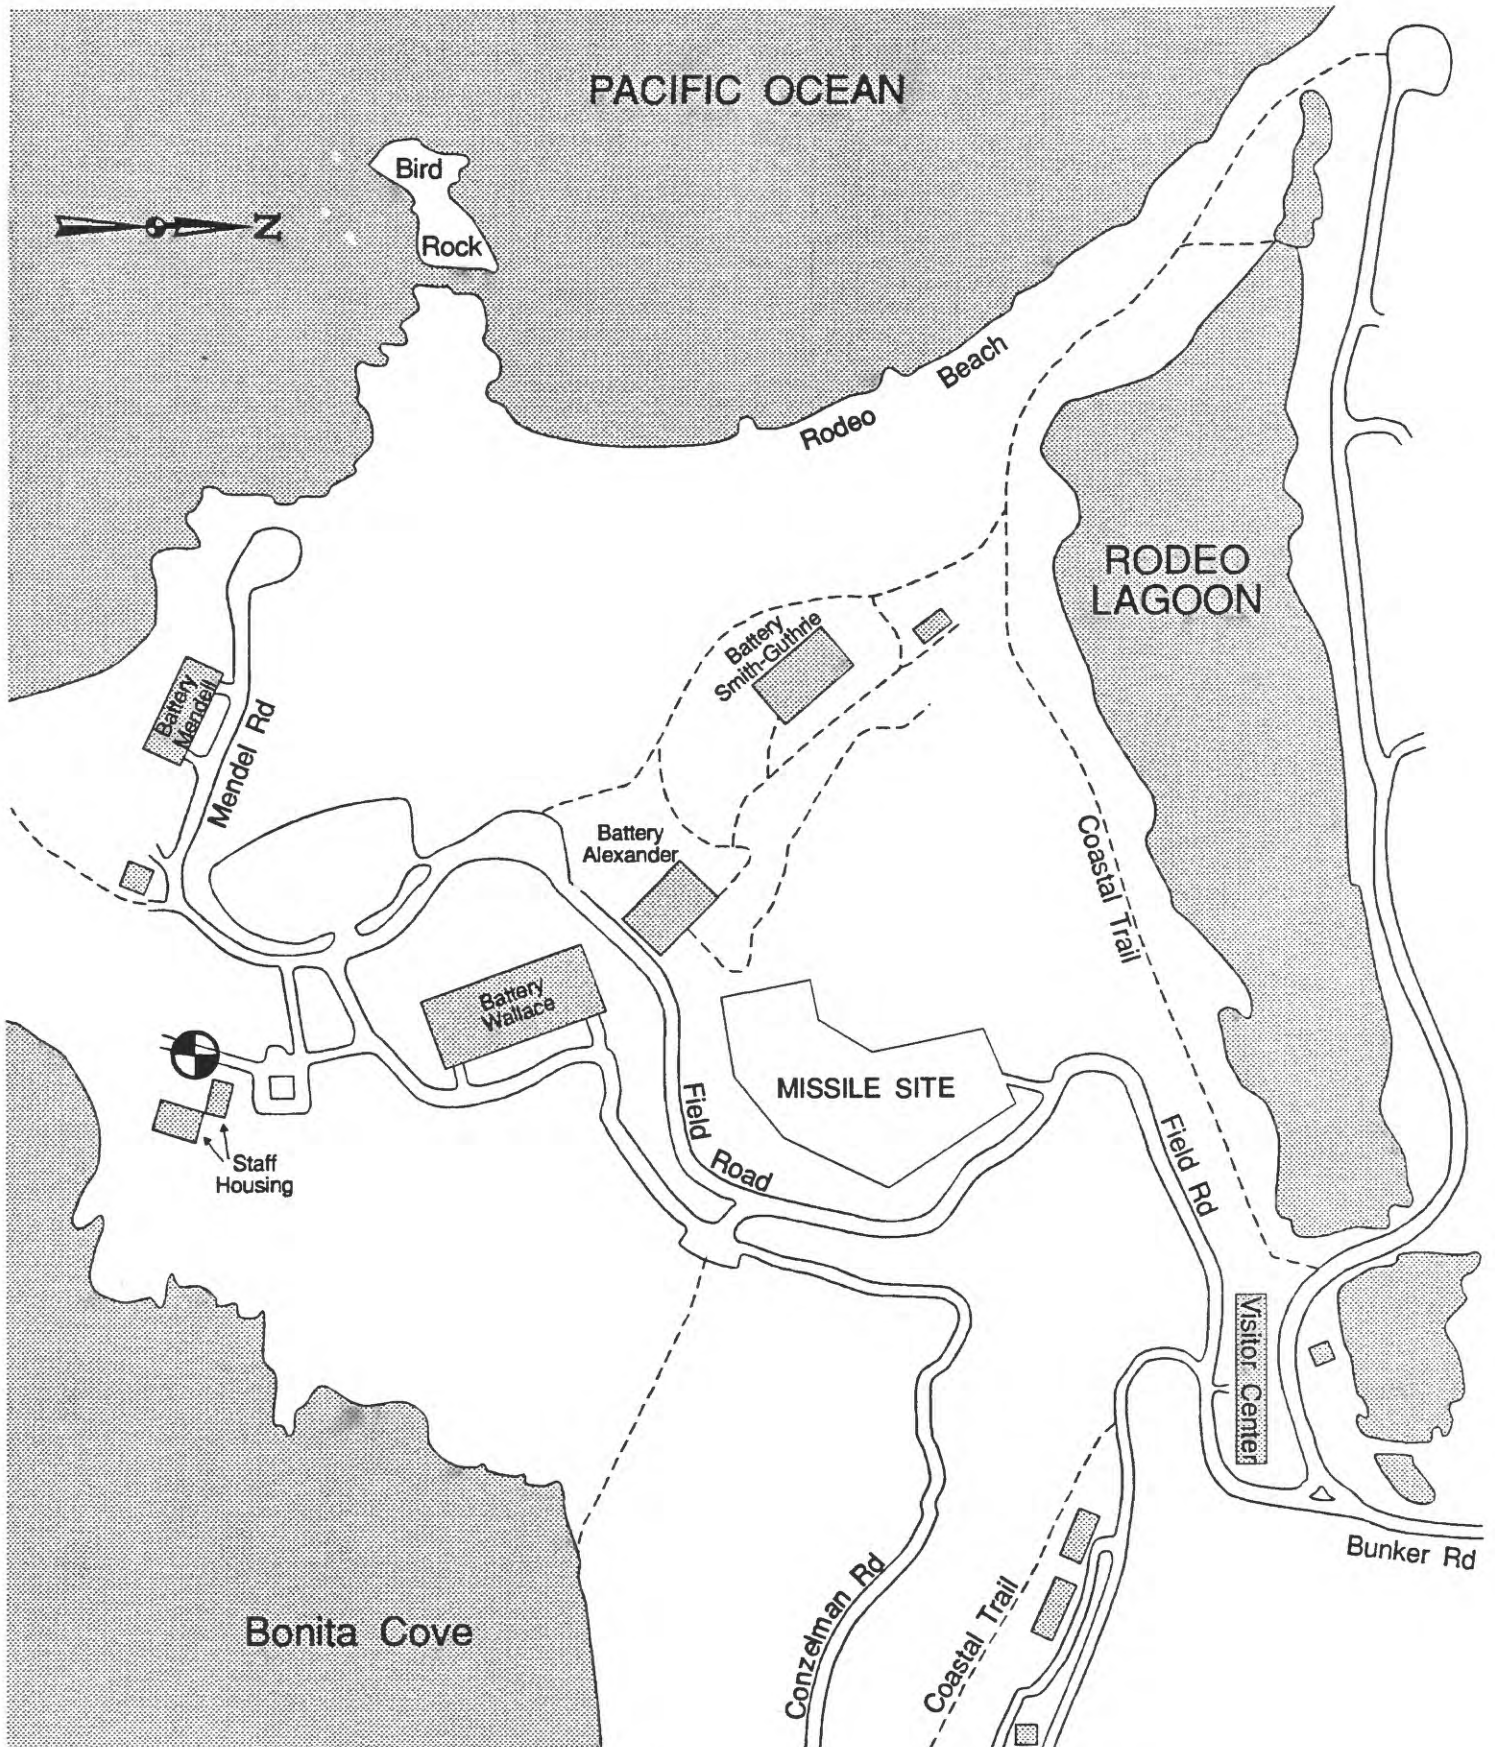 PACIFIC OCEAN
Bird
Rock
N
Beach
Rodeo
RODEO
LAGOON
Battery
Smith-Guthrie
Battery
Mendell
Mendel Rd
Battery
Alexander
Coastal Trail
Battery
Wallace
MISSILE SITE
Field
Road
Field Rd
Staff
Housing
Visitor Center
Bunker Rd
Conzelman Rd
Coastal Trail
Bonita Cove